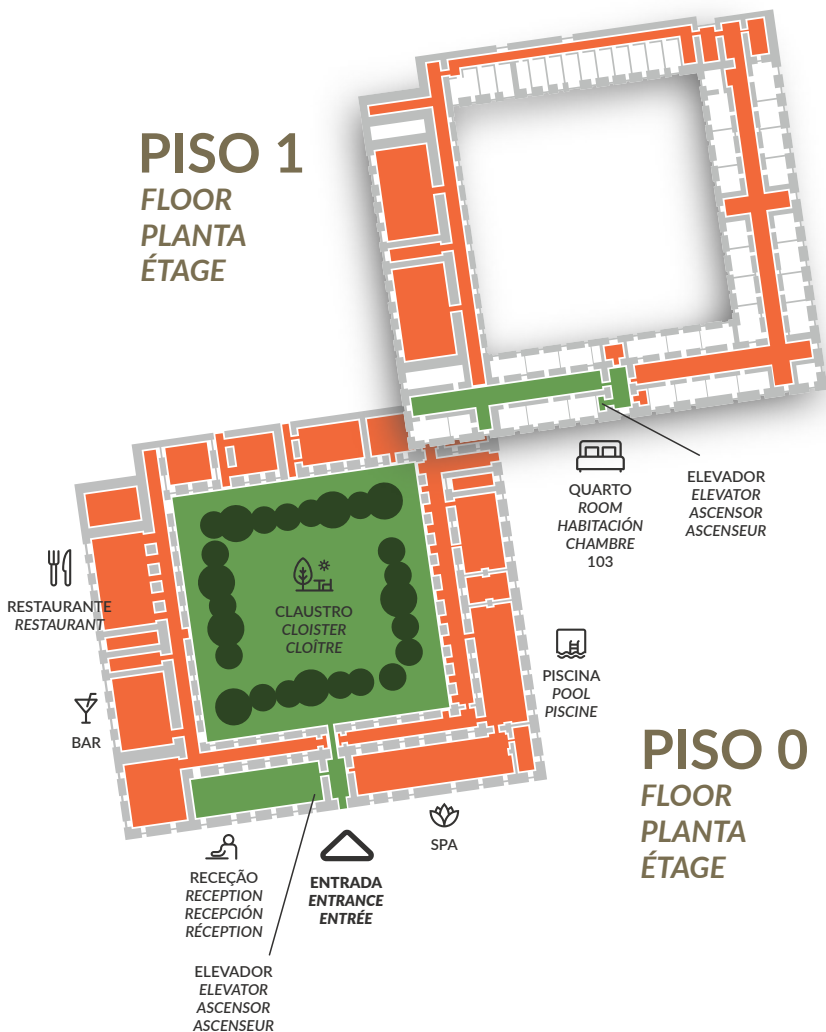 PISO 1
FLOOR
PLANTA
ÉTAGE
QUARTO
ROOM
HABITACIÓN
CHAMBRE
103
ELEVADOR
ELEVATOR
ASCENSOR
ASCENSEUR
RESTAURANTE
RESTAURANT
CLAUSTRO
CLOISTER
CLOÎTRE
PISCINA
POOL
PISCINE
BAR
PISO 0
FLOOR
PLANTA
ÉTAGE
SPA
RECEÇÃO
RECEPTION
RECEPCIÓN
RÉCEPTION
ENTRADA
ENTRANCE
ENTRÉE
ELEVADOR
ELEVATOR
ASCENSOR
ASCENSEUR